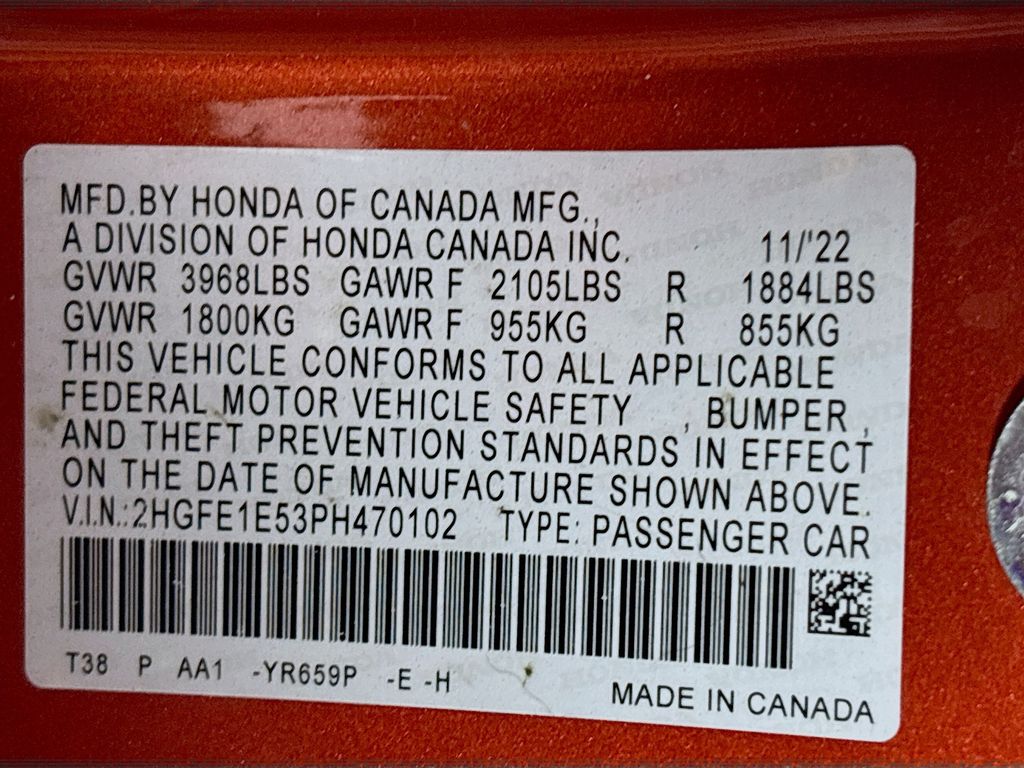 MFD.BY HONDA OF CANADA MFG.,
A DIVISION OF HONDA CANADA INC. 11/'22
GVWR 3968LBS GAWR F 2105LBS R 1884LBS
GVWR 1800KG GAWR F 955KG R 855KG
THIS VEHICLE CONFORMS TO ALL APPLICABLE
FEDERAL MOTOR VEHICLE SAFETY , BUMPER ,
AND THEFT PREVENTION STANDARDS IN EFFECT
ON THE DATE OF MANUFACTURE SHOWN ABOVE.
V.I.N.:2HGFE1E53PH470102 TYPE: PASSENGER CAR
T38 P AA1 -YR659P -E -H
MADE IN CANADA